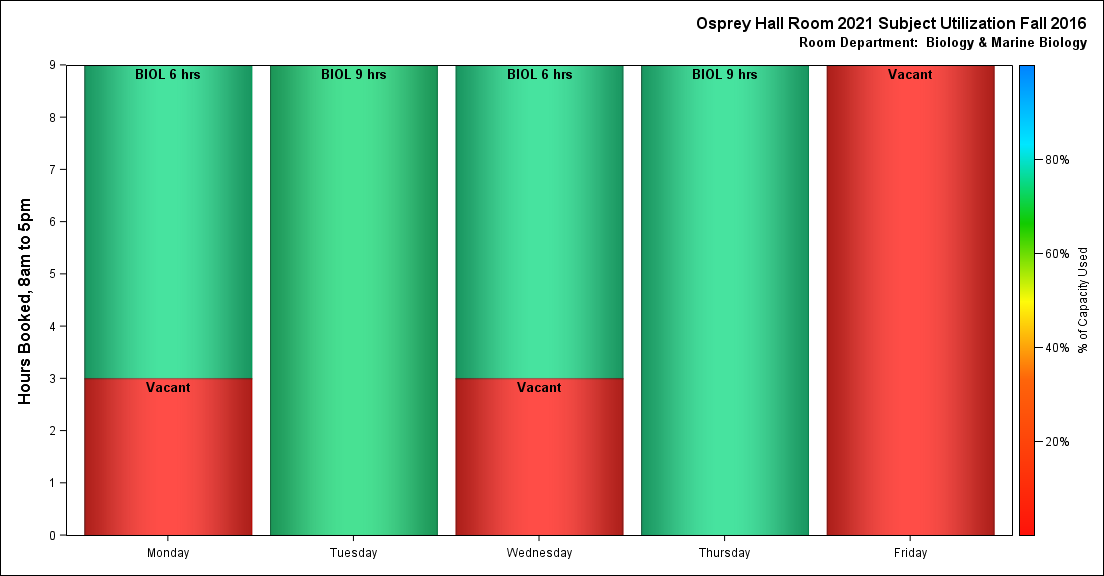 Osprey Hall Room 2021 Subject Utilization Fall 2016
Room Department:  Biology & Marine Biology
Hours Booked, 8am to 5pm
9
8
7
6
5
4
3
2
1
0
BIOL 6 hrs
BIOL 9 hrs
BIOL 6 hrs
BIOL 9 hrs
Vacant
Vacant
Vacant
Monday
Tuesday
Wednesday
Thursday
Friday
80%
60%
40%
20%
% of Capacity Used